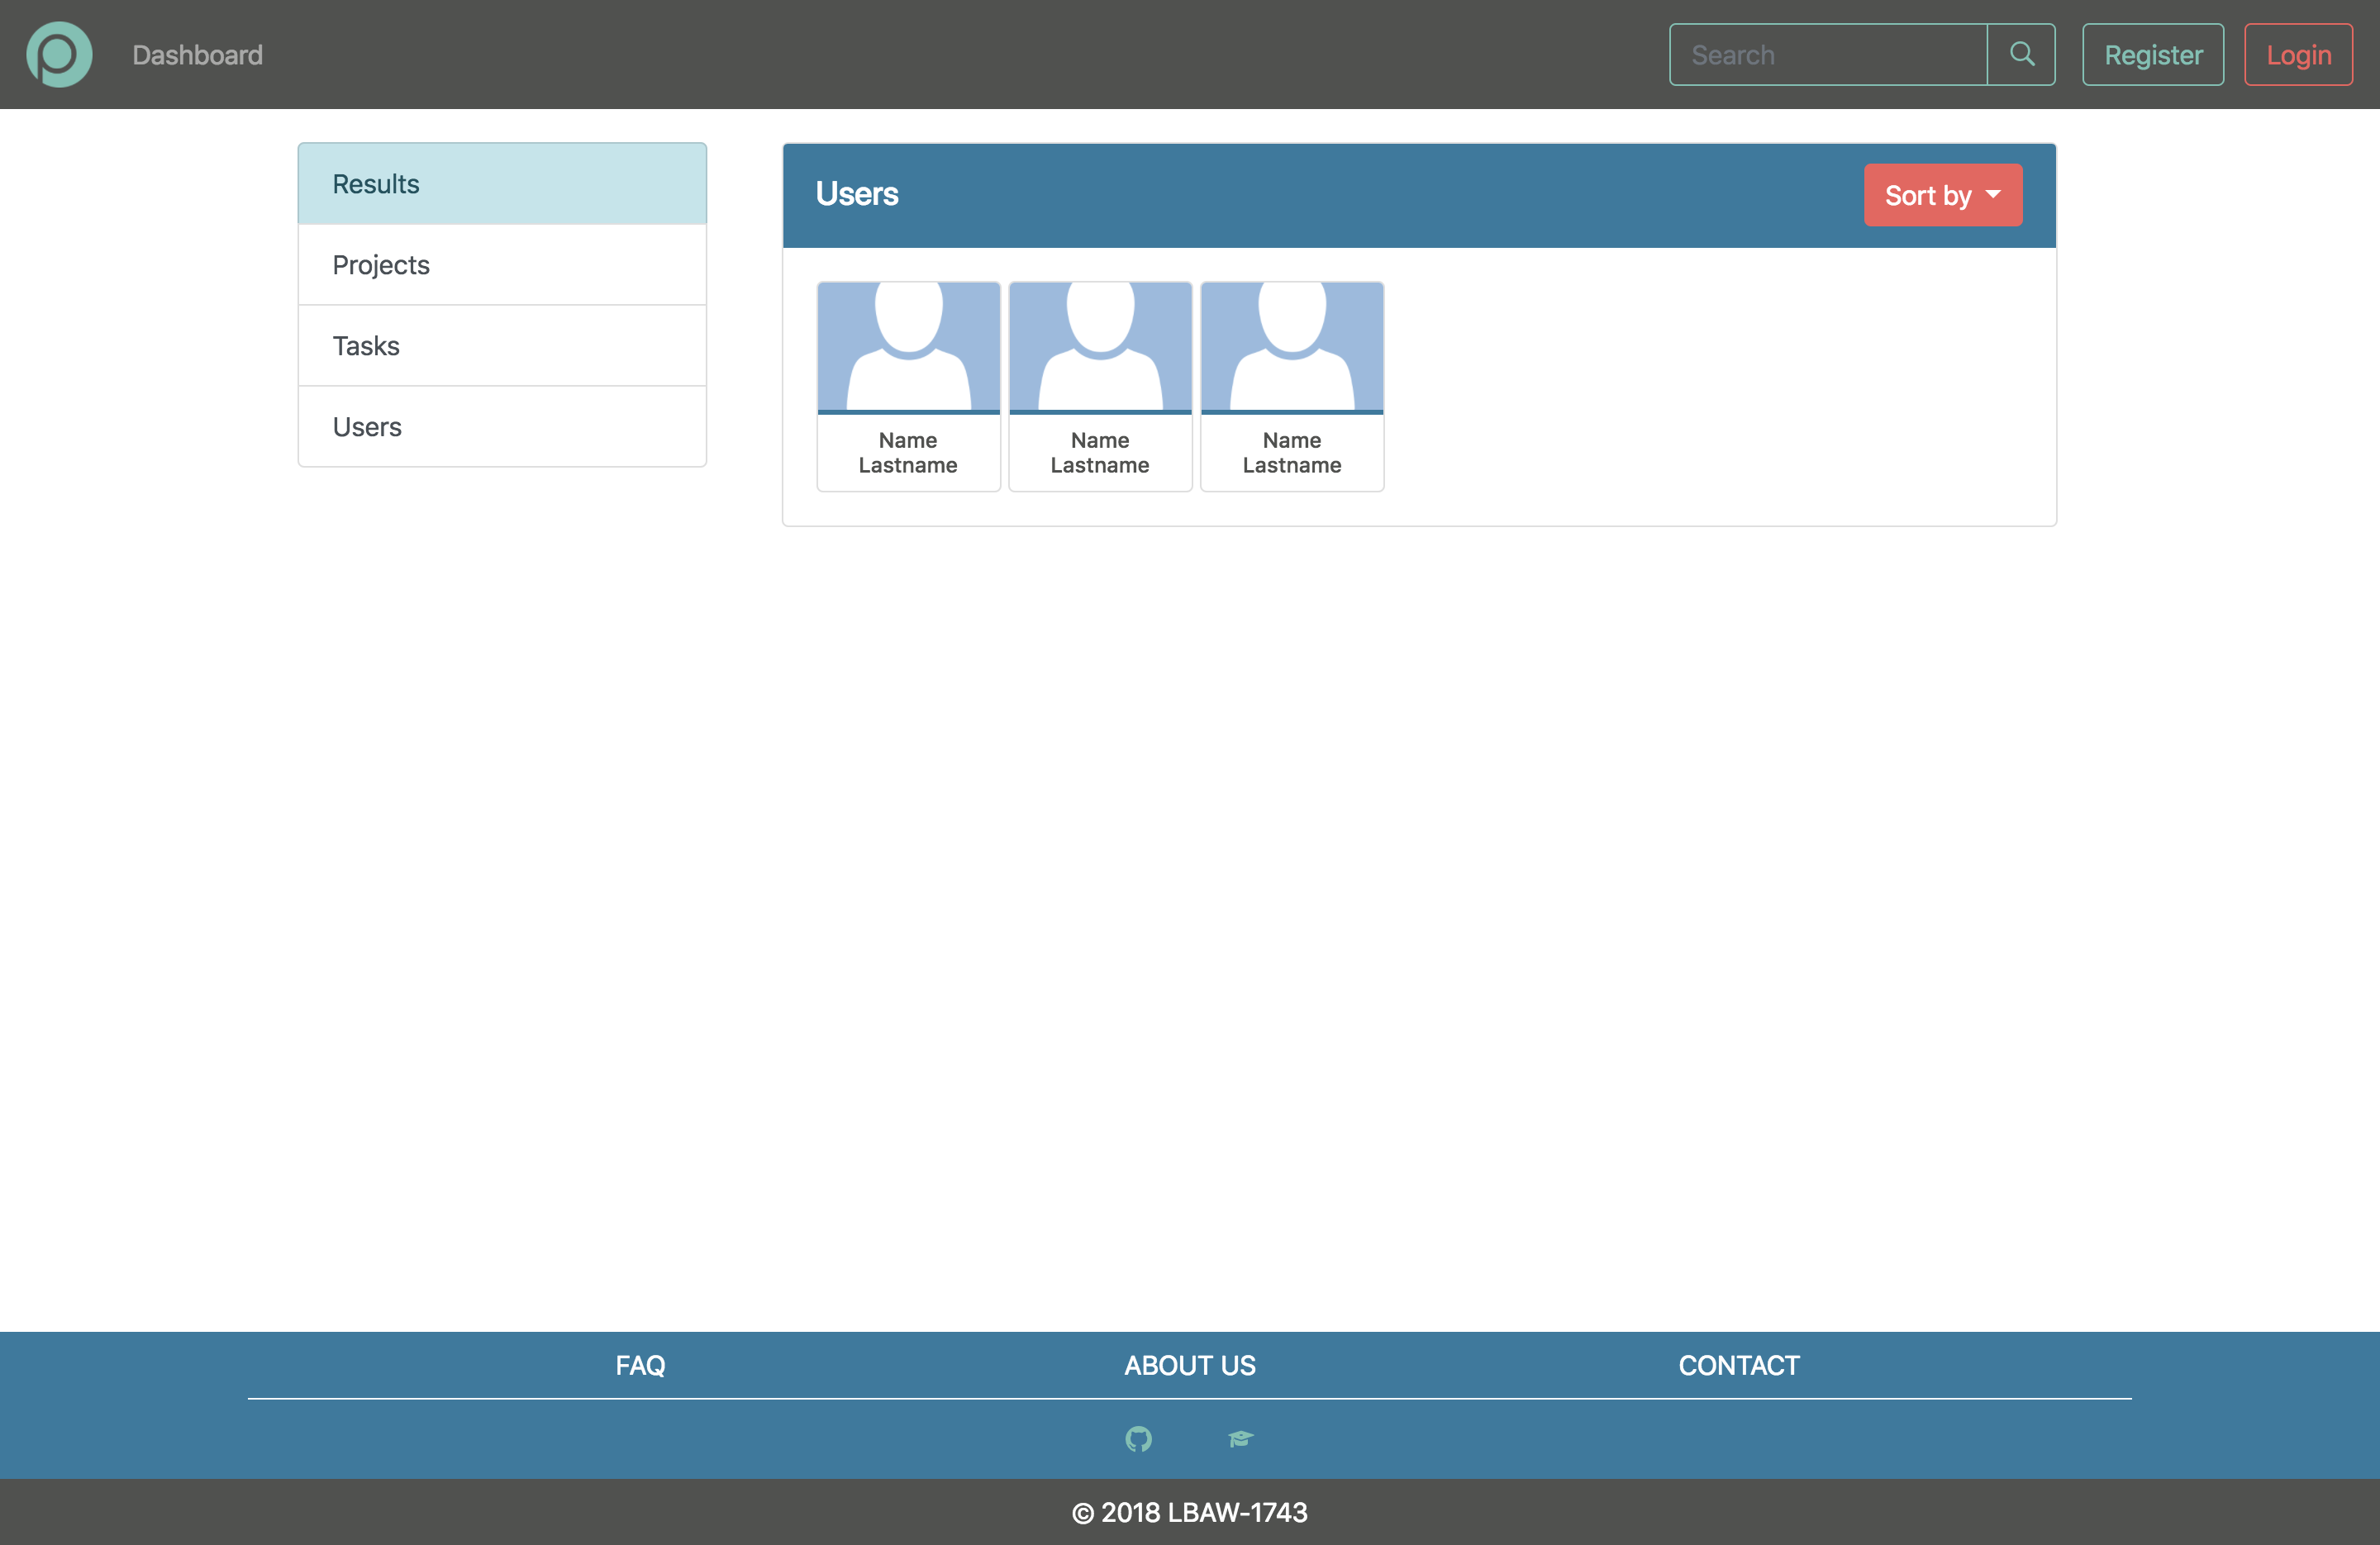 Dashboard
Search
Register
Login
Results
Projects
Tasks
Users
Users
Sort by
Name
Lastname
Name
Lastname
Name
Lastname
FAQ
ABOUT US
CONTACT
© 2018 LBAW-1743